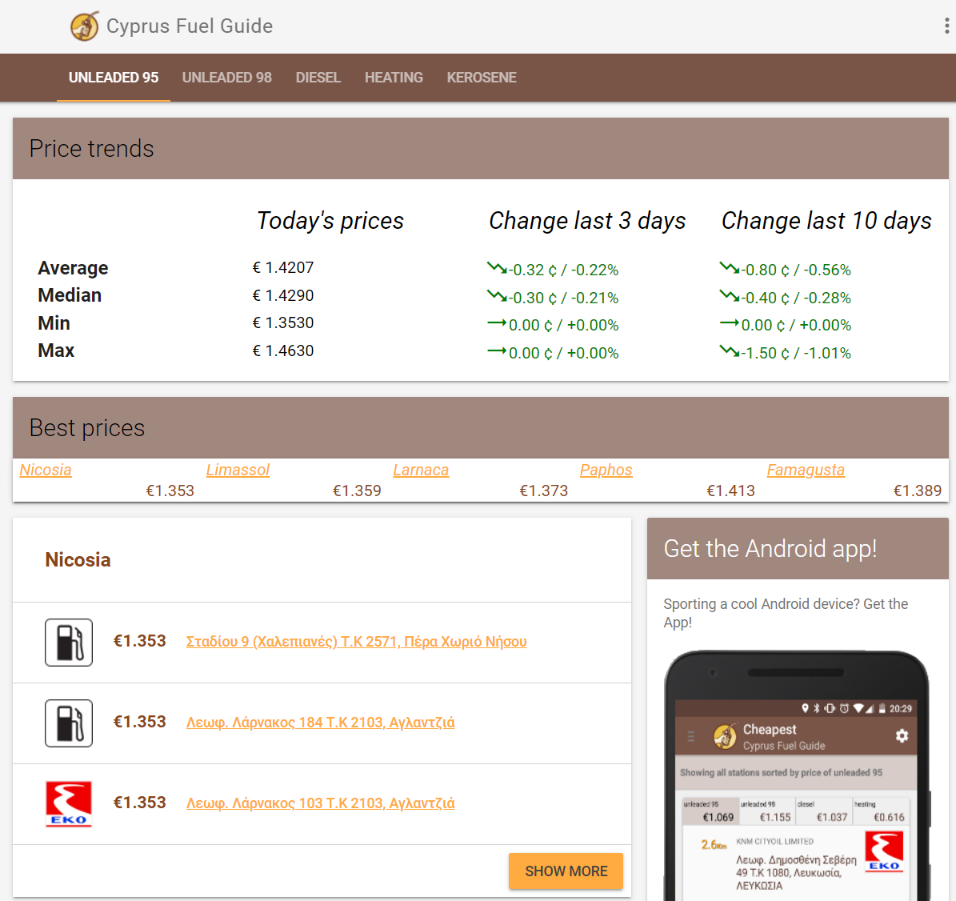 Cyprus Fuel Guide
UNLEADED 95 UNLEADED 98 DIESEL HEATING KEROSENE
Price trends
Today's prices Change last 3 days Change last 10 days
Average € 1.4207 -0.32 ¢ / -0.22% -0.80 ¢ / -0.56%
Median € 1.4290 -0.30 ¢ / -0.21% -0.40 ¢ / -0.28%
Min € 1.3530 0.00 ¢ / +0.00% 0.00 ¢ / +0.00%
Max € 1.4630 0.00 ¢ / +0.00% -1.50 ¢ / -1.01%
Best prices
Nicosia Limassol Larnaca Paphos Famagusta
€1.353 €1.359 €1.373 €1.413 €1.389
Nicosia
€1.353 Σταδίου 9 (Χαλεπιανές) Τ.Κ 2571, Πέρα Χωριό Νήσου
€1.353 Λεωφ. Λάρνακος 184 Τ.Κ 2103, Αγλαντζιά
EKO €1.353 Λεωφ. Λάρνακος 103 Τ.Κ 2103, Αγλαντζιά
SHOW MORE
Get the Android app!
Sporting a cool Android device? Get the
App!
20:29
Cheapest
Cyprus Fuel Guide
Showing all stations sorted by price of unleaded 95
unleaded 95 unleaded 98 diesel heating
€1.069 €1.155 €1.037 €0.616
2.6Km KNM CITYOIL LIMITED
Λεωφ. Δημοσθένη Σεβέρη
49 Τ.Κ 1080, Λευκωσία,
ΛΕΥΚΩΣΙΑ
EKO